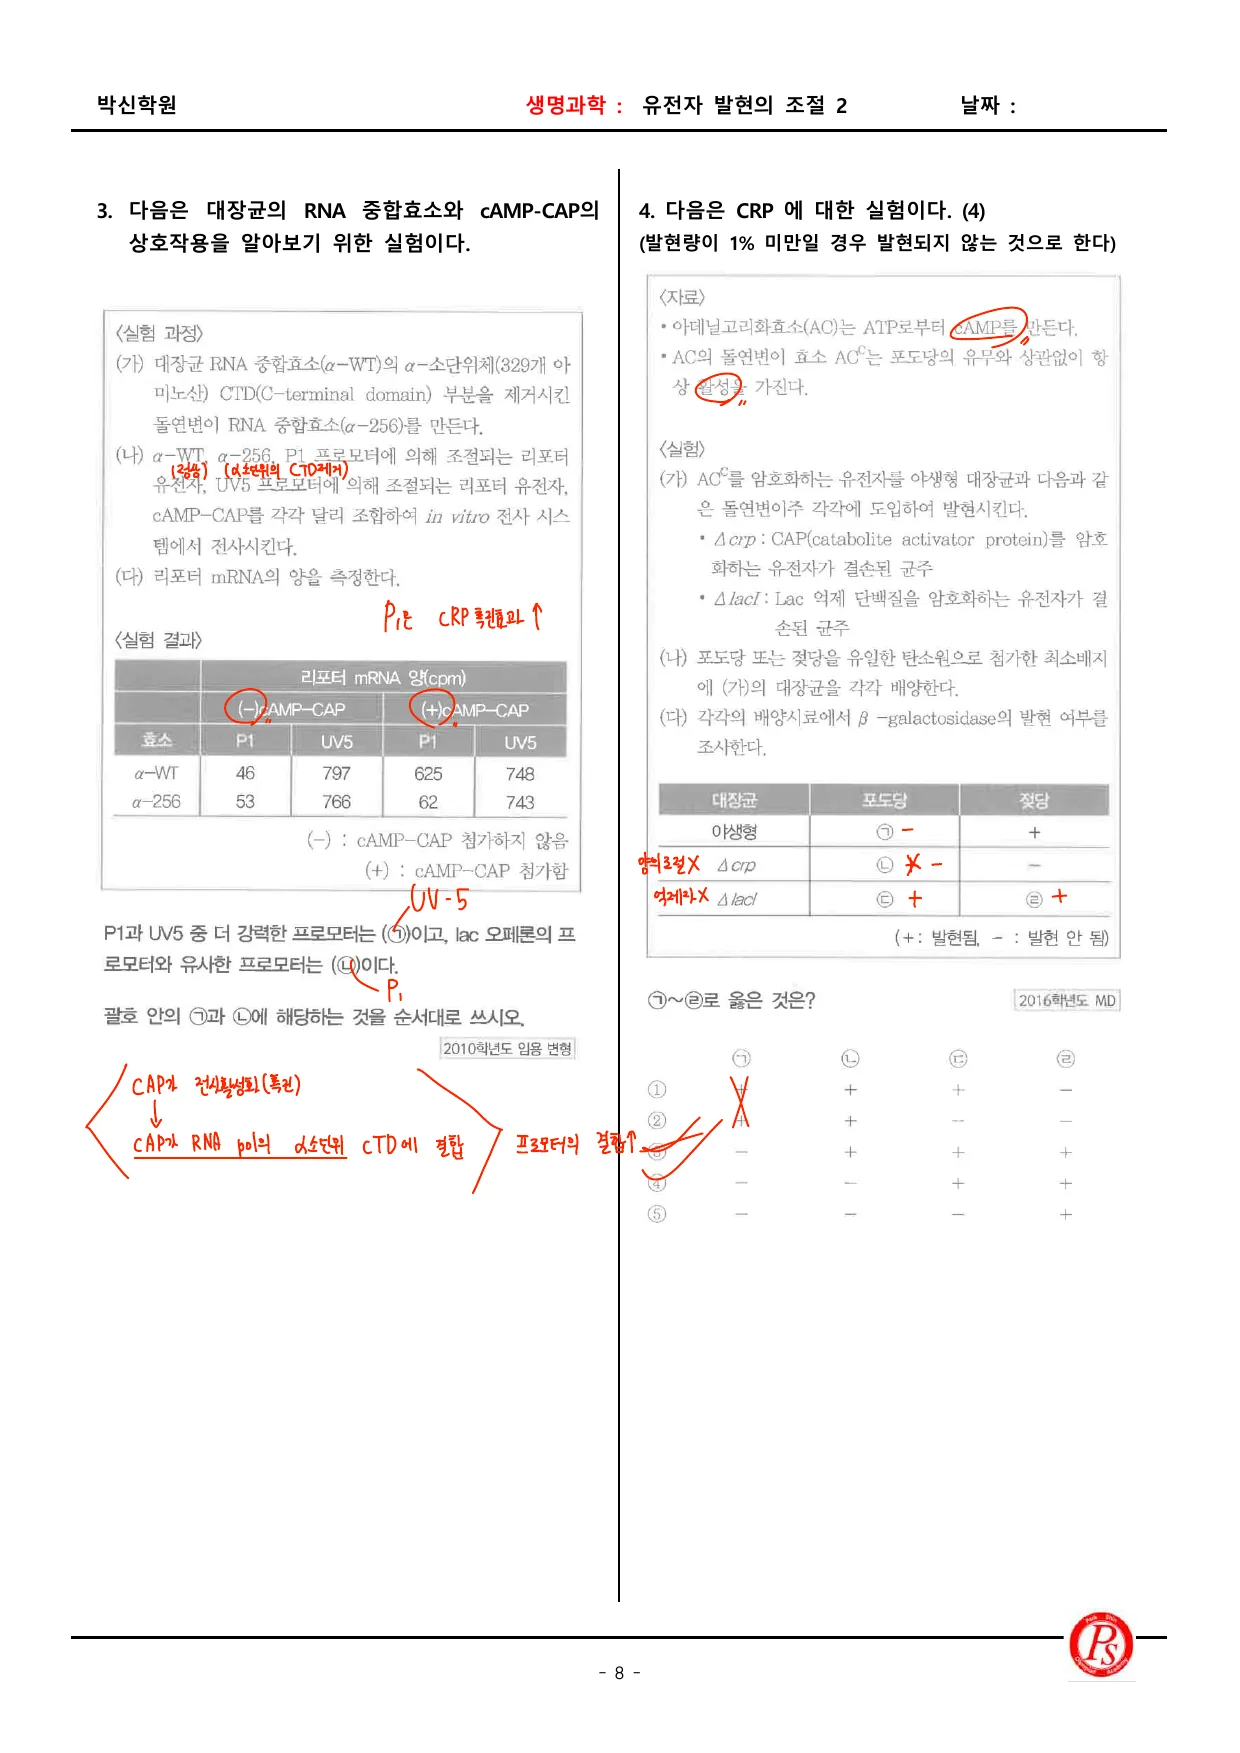 박신학원 생명과학 : 유전자 발현의 조절 2 날짜 :
3. 다음은 대장균의 RNA 중합효소와 cAMP-CAP의
상호작용을 알아보기 위한 실험이다.
〈실험 과정〉
(가) 대장균 RNA 중합효소(α-WT)의 α-소단위체(329개 아
미노산) CTD(C-terminal domain) 부분을 제거시킨
돌연변이 RNA 중합효소(α-256)를 만든다.
(나) α-WT, α-256, P1 프로모터에 의해 조절되는 리포터
(정상) (α소단위의 CTD제거)
유전자, UV5 프로모터에 의해 조절되는 리포터 유전자,
cAMP-CAP를 각각 달리 조합하여 in vitro 전사 시스
템에서 전사시킨다.
(다) 리포터 mRNA의 양을 측정한다.
P1은 CRP 특권효과↑
〈실험 결과〉
리포터 mRNA 양(cpm)
(-)cAMP-CAP (+)cAMP-CAP
효소 P1 UV5 P1 UV5
α-WT 46 797 625 748
α-256 53 766 62 743
(-) : cAMP-CAP 첨가하지 않음
(+) : cAMP-CAP 첨가함
UV-5
P1과 UV5 중 더 강력한 프로모터는 (㉠)이고, lac 오페론의 프
로모터와 유사한 프로모터는 (㉡)이다.
P1
괄호 안의 ㉠과 ㉡에 해당하는 것을 순서대로 쓰시오.
2010학년도 임용 변형
CAP가 전사활성화(특권)
↓
CAP가 RNA pol의 α소단위 CTD에 결합 프로모터의 결합↑
4. 다음은 CRP 에 대한 실험이다. (4)
(발현량이 1% 미만일 경우 발현되지 않는 것으로 한다)
〈자료〉
• 아데닐고리화효소(AC)는 ATP로부터 cAMP를 만든다.
• AC의 돌연변이 효소 ACᶜ는 포도당의 유무와 상관없이 항
상 활성을 가진다.
〈실험〉
(가) ACᶜ를 암호화하는 유전자를 야생형 대장균과 다음과 같
은 돌연변이주 각각에 도입하여 발현시킨다.
• Δcrp : CAP(catabolite activator protein)를 암호
화하는 유전자가 결손된 균주
• ΔlacI : Lac 억제 단백질을 암호화하는 유전자가 결
손된 균주
(나) 포도당 또는 젖당을 유일한 탄소원으로 첨가한 최소배지
에 (가)의 대장균을 각각 배양한다.
(다) 각각의 배양시료에서 β -galactosidase의 발현 여부를
조사한다.
대장균 포도당 젖당
야생형 ㉠ - +
양의조절X Δcrp ㉡ - -
억제자X ΔlacI ㉢ + ㉣ +
(+ : 발현됨, - : 발현 안 됨)
㉠~㉣로 옳은 것은? 2016학년도 MD
㉠ ㉡ ㉢ ㉣
① + + + -
② + + - -
③ - + + +
④ - - + +
⑤ - - - +
Park Shin
PS
- 8 -